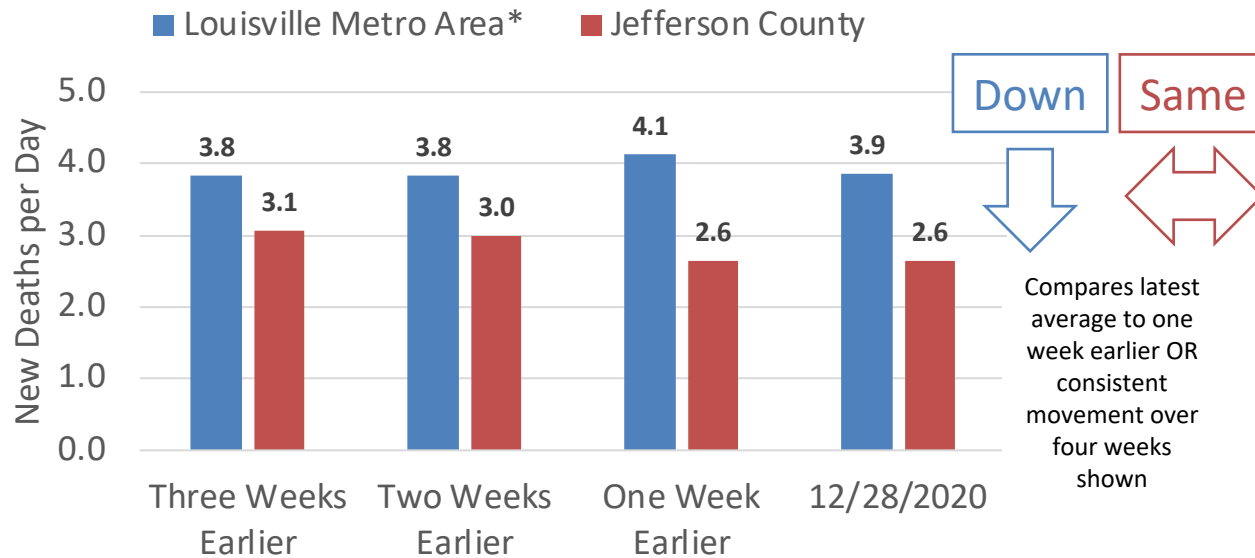 Louisville Metro Area*
Jefferson County
Down
Same
New Deaths per Day
5.0
4.0
3.0
2.0
1.0
0.0
3.8
3.1
3.8
3.0
4.1
2.6
3.9
2.6
Three Weeks
Earlier
Two Weeks
Earlier
One Week
Earlier
12/28/2020
Compares latest
average to one
week earlier OR
consistent
movement over
four weeks
shown